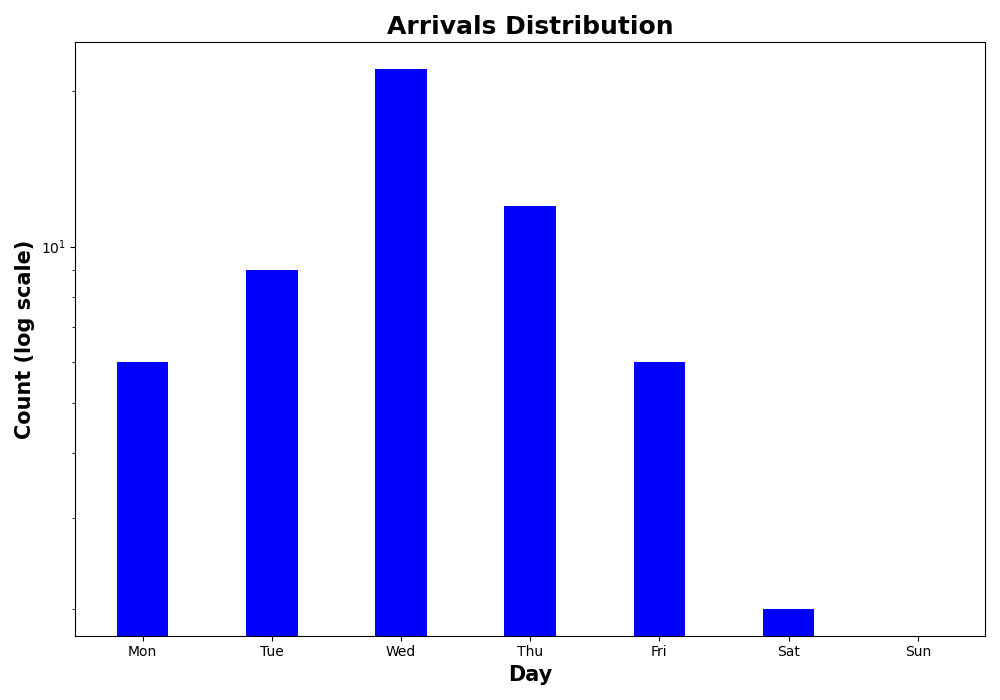 Arrivals Distribution
Count (log scale)
10¹
Mon Tue Wed Thu Fri Sat Sun
Day